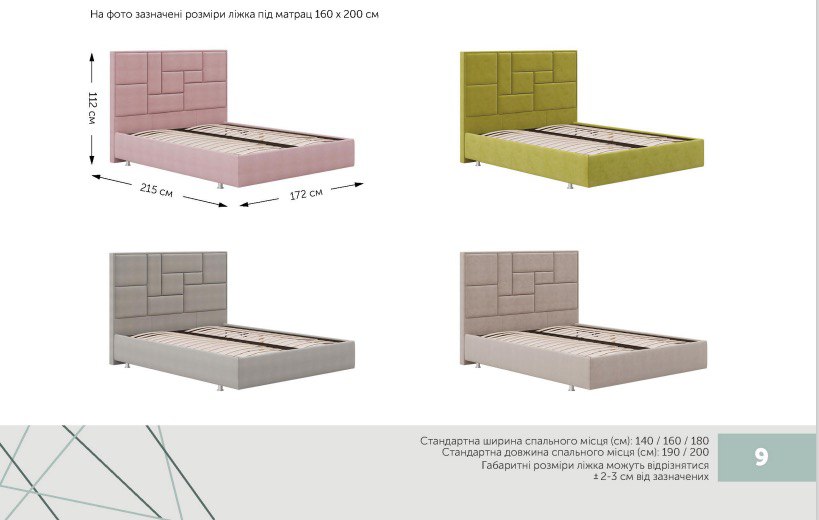 На фото зазначені розміри ліжка під матрац 160 х 200 см
112 см
215 см
172 см
Стандартна ширина спального місця (см): 140 / 160 / 180
Стандартна довжина спального місця (см): 190 / 200
Габаритні розміри ліжка можуть відрізнятися
± 2-3 см від зазначених
9